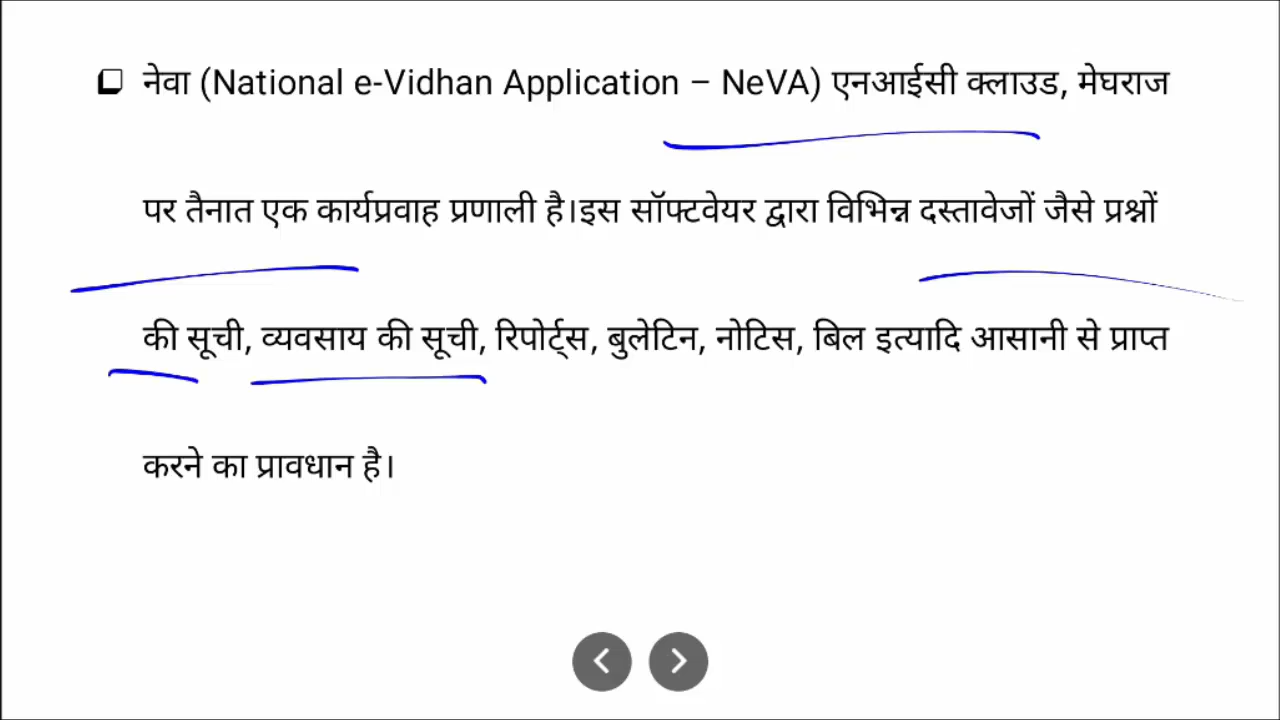 नेवा (National e-Vidhan Application – NeVA) एनआईसी क्लाउड, मेघराज
पर तैनात एक कार्यप्रवाह प्रणाली है।इस सॉफ्टवेयर द्वारा विभिन्न दस्तावेजों जैसे प्रश्नों
की सूची, व्यवसाय की सूची, रिपोर्ट्स, बुलेटिन, नोटिस, बिल इत्यादि आसानी से प्राप्त
करने का प्रावधान है।